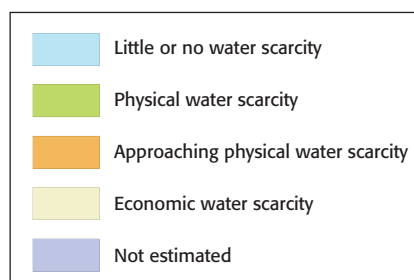 Little or no water scarcity
Physical water scarcity
Approaching physical water scarcity
Economic water scarcity
Not estimated